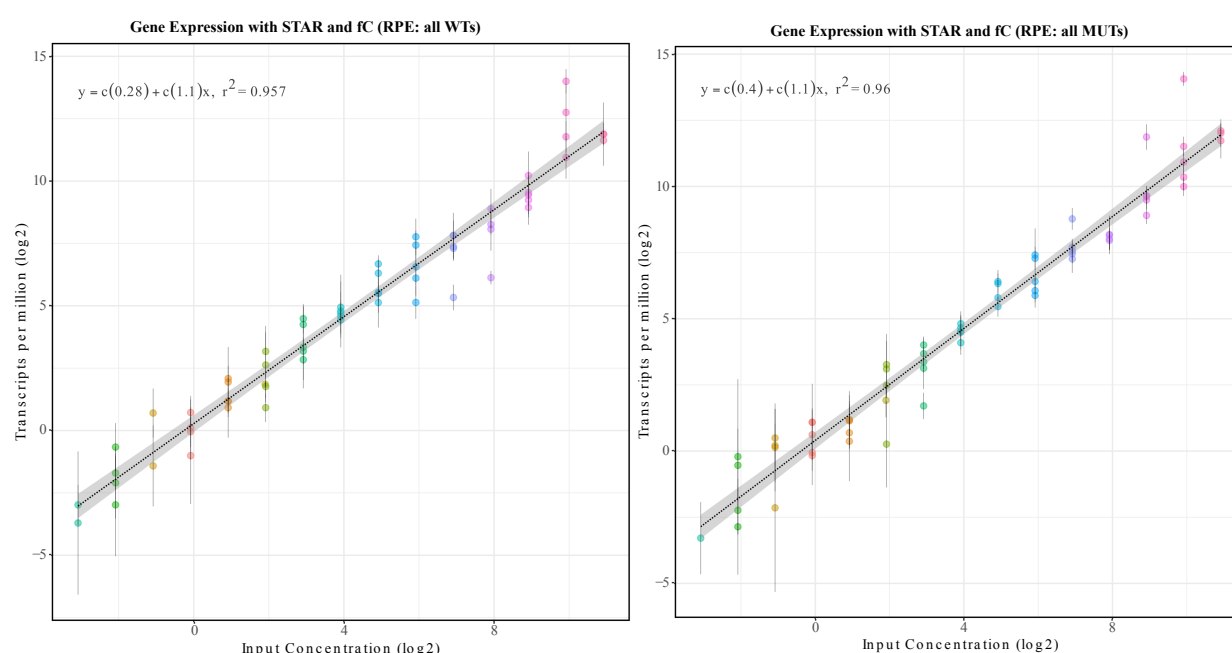 Gene Expression with STAR and fC (RPE: all WTs)
y = c(0.28) + c(1.1)x, r2 = 0.957
Transcripts per million (log2)
15
10
5
0
−5
0
4
8
Input Concentration (log2)
Gene Expression with STAR and fC (RPE: all MUTs)
y = c(0.4) + c(1.1)x, r2 = 0.96
Transcripts per million (log2)
15
10
5
0
−5
0
4
8
Input Concentration (log2)